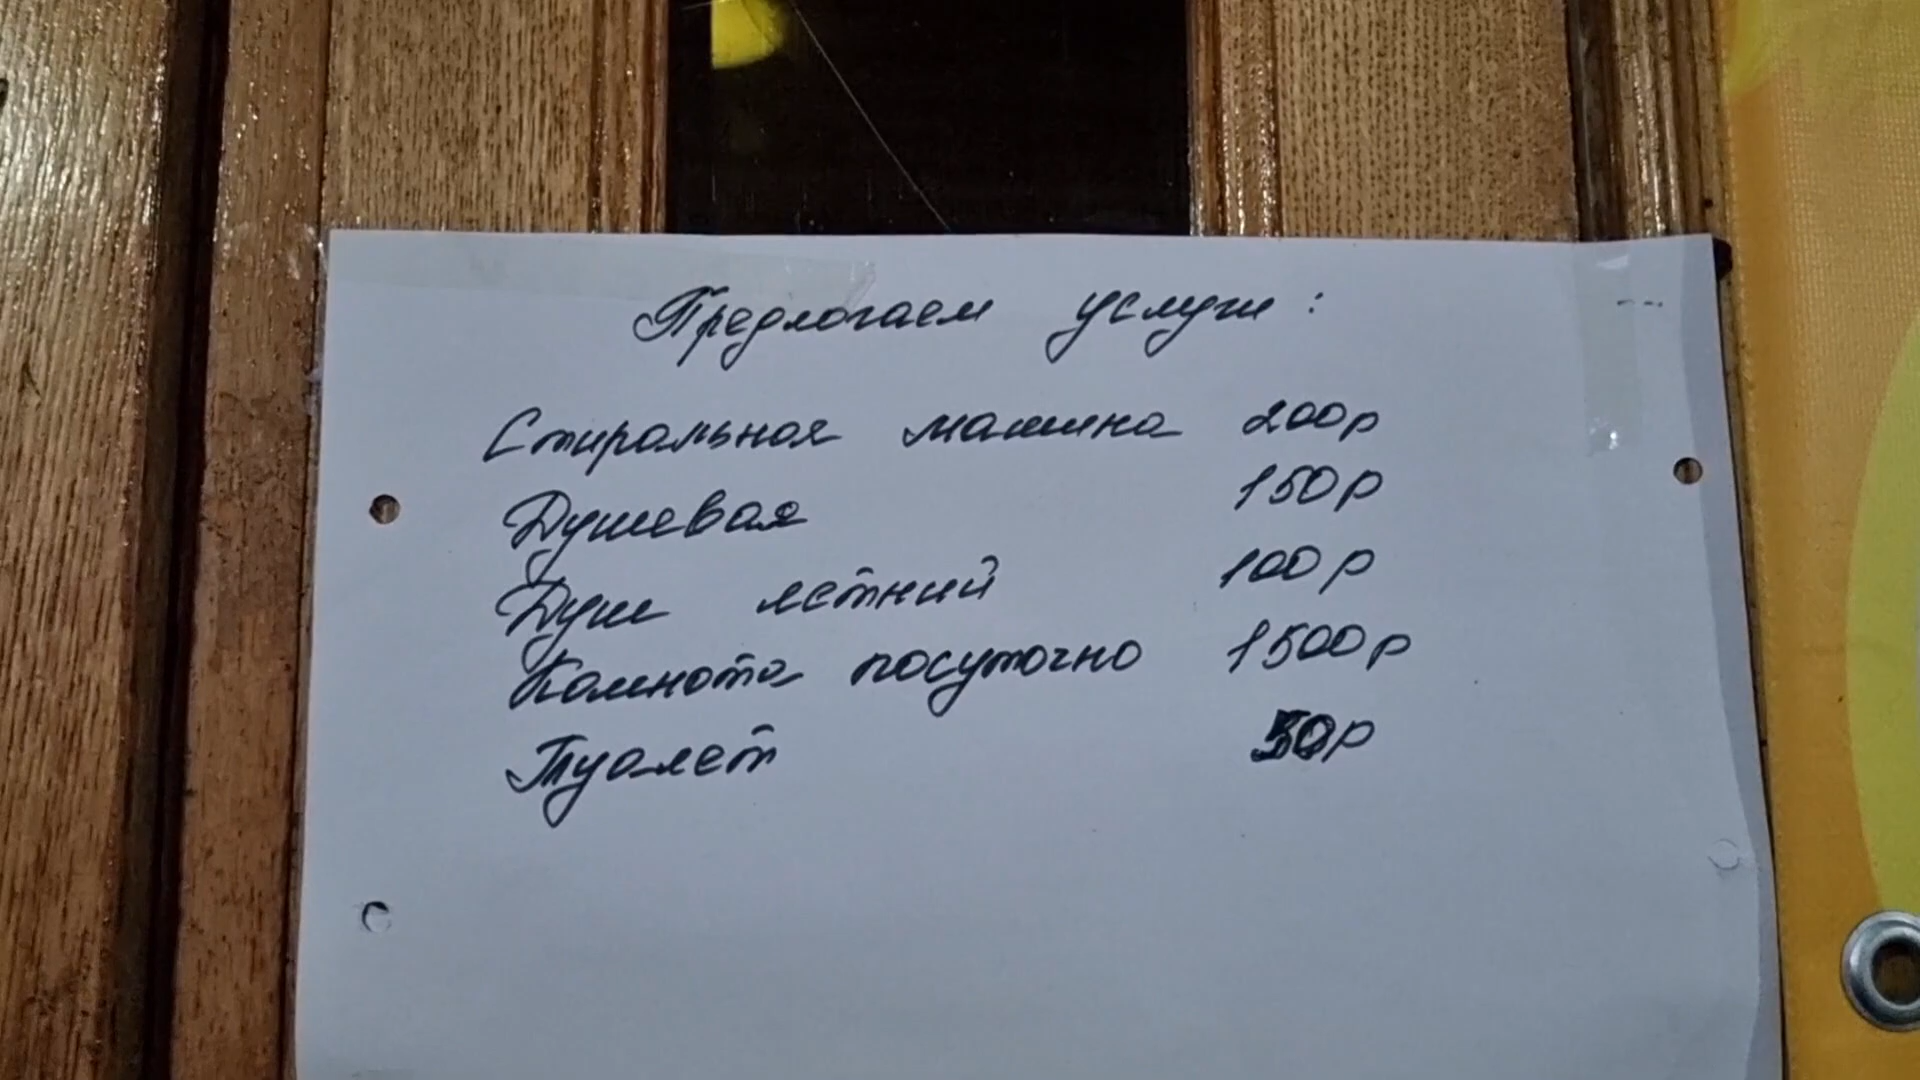 Предлагаем услуги:
Стиральная машина 200р
Душевая 150р
Душ летний 100р
Комната посуточно 1500р
Туалет 50р